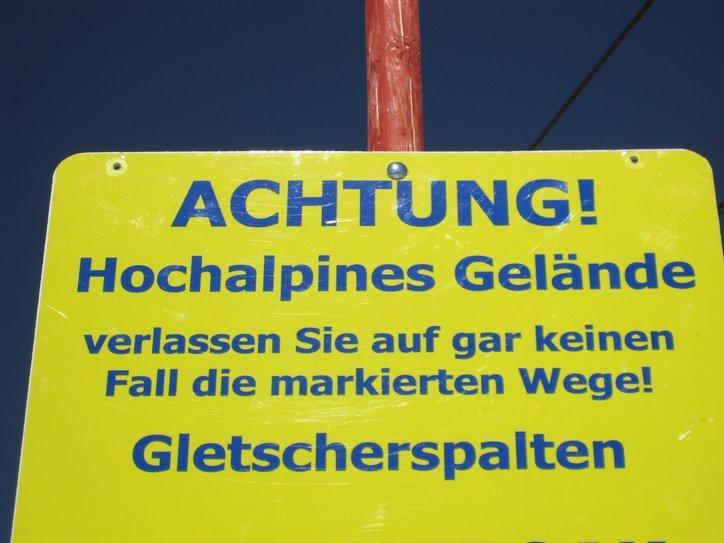 ACHTUNG!
Hochalpines Gelände
verlassen Sie auf gar keinen
Fall die markierten Wege!
Gletscherspalten